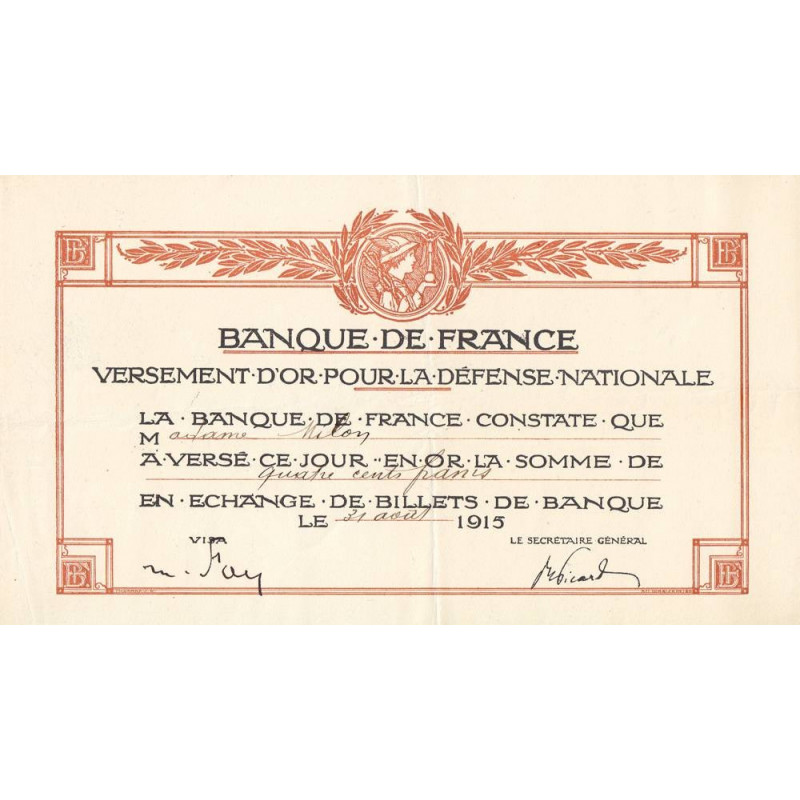 BANQUE·DE·FRANCE
VERSEMENT·D'OR·POUR·LA·DÉFENSE·NATIONALE
LA·BANQUE·DE·FRANCE·CONSTATE·QUE
Madame Milon
A·VERSÉ·CE·JOUR·EN·OR·LA·SOMME·DE
quatre cents francs
EN·ECHANGE·DE·BILLETS·DE·BANQUE
LE 31 août 1915
VISA LE SECRÉTAIRE GÉNÉRAL
m. Fay Picard